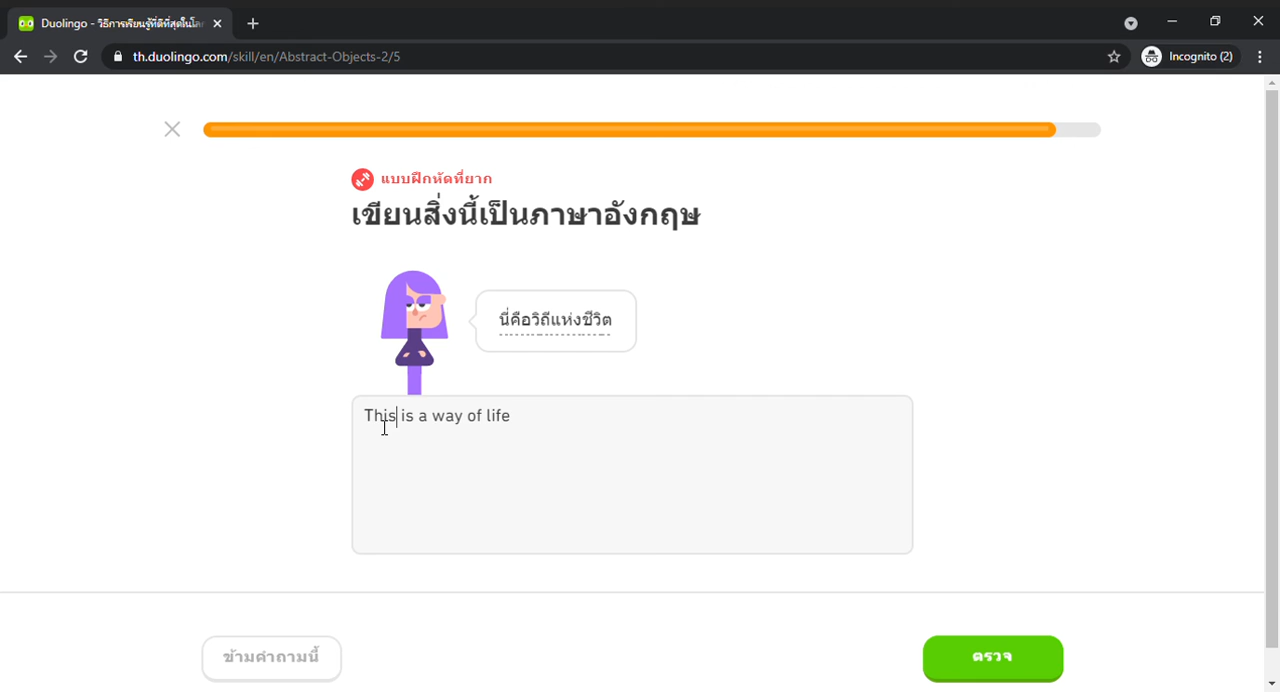 Duolingo - วิธีการเรียนรู้ที่ดีที่สุดในโล
th.duolingo.com/skill/en/Abstract-Objects-2/5
Incognito (2)
แบบฝึกหัดที่ยาก
เขียนสิ่งนี้เป็นภาษาอังกฤษ
นี่คือวิถีแห่งชีวิต
This is a way of life
ข้ามคำถามนี้
ตรวจ